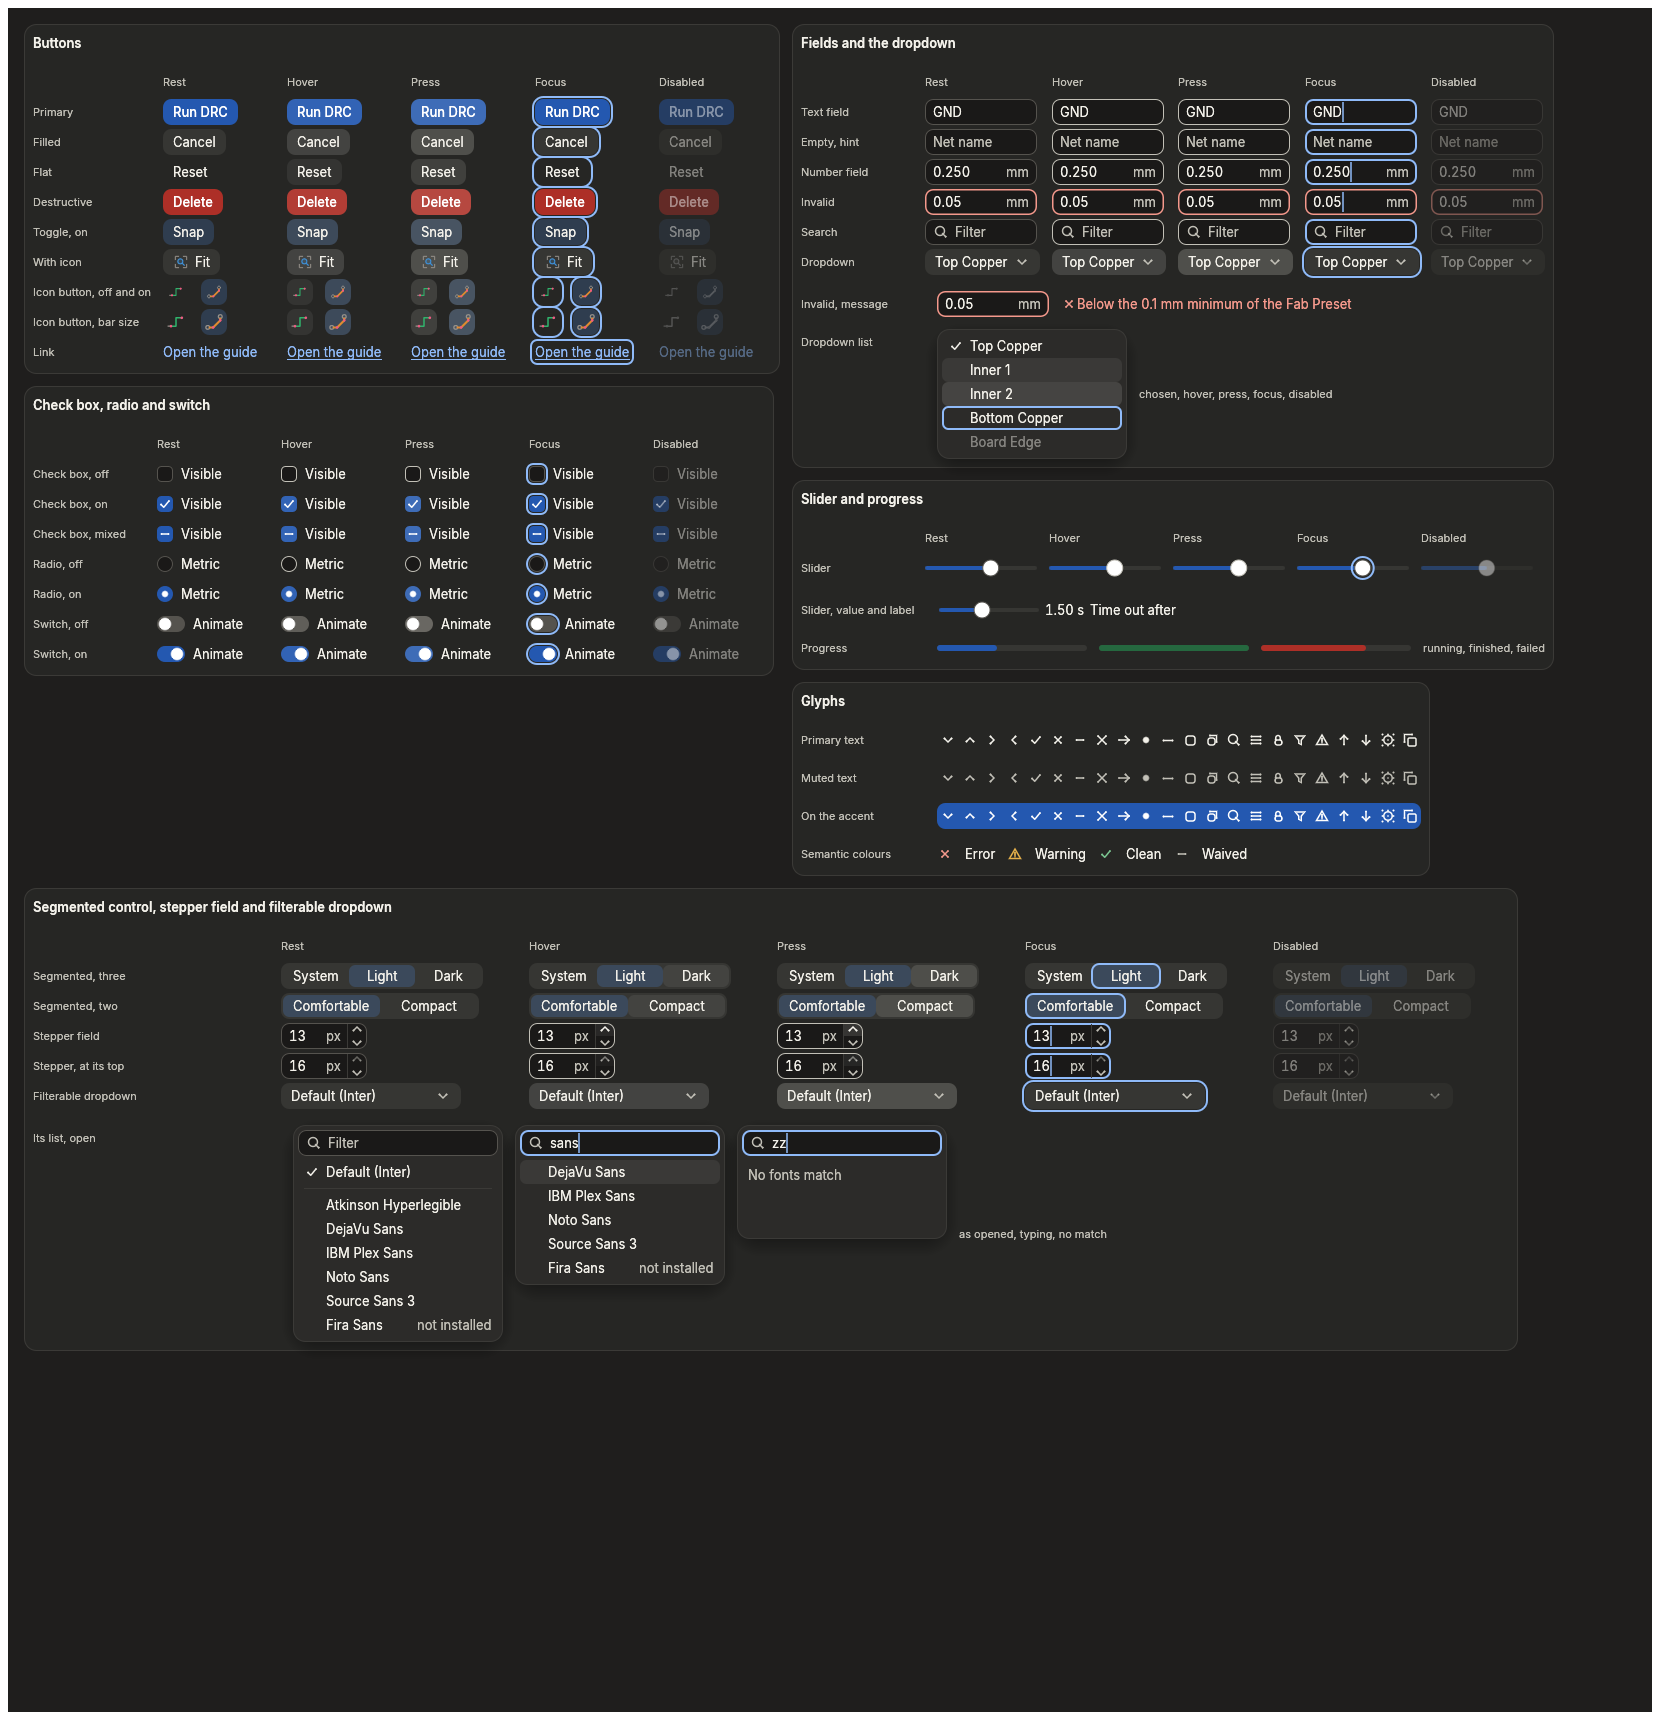 Buttons
Rest Hover Press Focus Disabled
Primary Run DRC Run DRC Run DRC Run DRC Run DRC
Filled Cancel Cancel Cancel Cancel Cancel
Flat Reset Reset Reset Reset Reset
Destructive Delete Delete Delete Delete Delete
Toggle, on Snap Snap Snap Snap Snap
With icon Fit Fit Fit Fit Fit
Icon button, off and on
Icon button, bar size
Link Open the guide Open the guide Open the guide Open the guide Open the guide
Check box, radio and switch
Rest Hover Press Focus Disabled
Check box, off Visible Visible Visible Visible Visible
Check box, on Visible Visible Visible Visible Visible
Check box, mixed Visible Visible Visible Visible Visible
Radio, off Metric Metric Metric Metric Metric
Radio, on Metric Metric Metric Metric Metric
Switch, off Animate Animate Animate Animate Animate
Switch, on Animate Animate Animate Animate Animate
Fields and the dropdown
Rest Hover Press Focus Disabled
Text field GND GND GND GND GND
Empty, hint Net name Net name Net name Net name Net name
Number field 0.250 mm 0.250 mm 0.250 mm 0.250 mm 0.250 mm
Invalid 0.05 mm 0.05 mm 0.05 mm 0.05 mm 0.05 mm
Search Filter Filter Filter Filter Filter
Dropdown Top Copper Top Copper Top Copper Top Copper Top Copper
Invalid, message 0.05 mm Below the 0.1 mm minimum of the Fab Preset
Dropdown list Top Copper
Inner 1
Inner 2
chosen, hover, press, focus, disabled
Bottom Copper
Board Edge
Slider and progress
Rest Hover Press Focus Disabled
Slider
Slider, value and label 1.50 s Time out after
Progress running, finished, failed
Glyphs
Primary text
Muted text
On the accent
Semantic colours Error Warning Clean Waived
Segmented control, stepper field and filterable dropdown
Rest Hover Press Focus Disabled
Segmented, three System Light Dark System Light Dark System Light Dark System Light Dark System Light Dark
Segmented, two Comfortable Compact Comfortable Compact Comfortable Compact Comfortable Compact Comfortable Compact
Stepper field 13 px 13 px 13 px 13 px 13 px
Stepper, at its top 16 px 16 px 16 px 16 px 16 px
Filterable dropdown Default (Inter) Default (Inter) Default (Inter) Default (Inter) Default (Inter)
Its list, open
Filter
Default (Inter)
Atkinson Hyperlegible
DejaVu Sans
IBM Plex Sans
Noto Sans
Source Sans 3
Fira Sans not installed
sans
DejaVu Sans
IBM Plex Sans
Noto Sans
Source Sans 3
Fira Sans not installed
zz
No fonts match
as opened, typing, no match